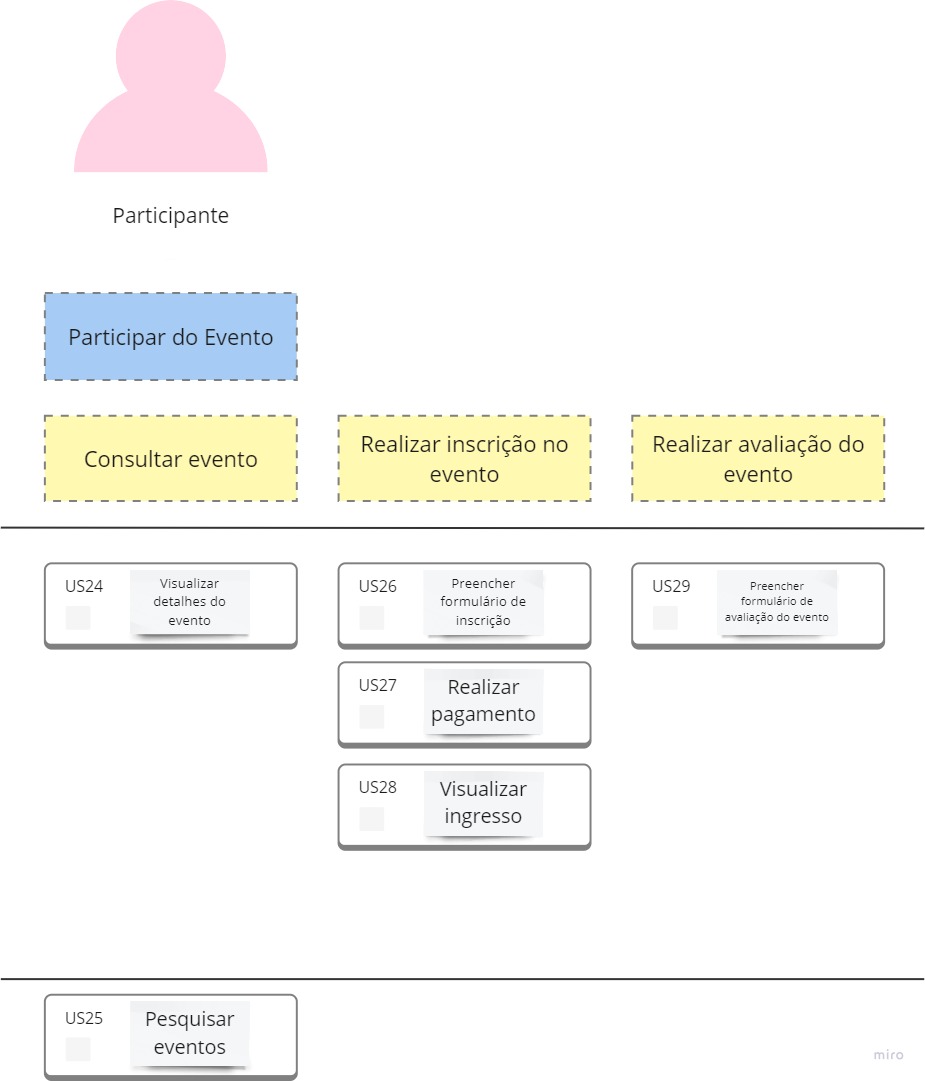 Participante
Participar do Evento
Consultar evento
Realizar inscrição no
evento
Realizar avaliação do
evento
US24
Visualizar
detalhes do
evento
US26
Preencher
formulário de
inscrição
US29
Preencher
formulário de
avaliação do evento
US27
Realizar
pagamento
US28
Visualizar
ingresso
US25
Pesquisar
eventos
miro